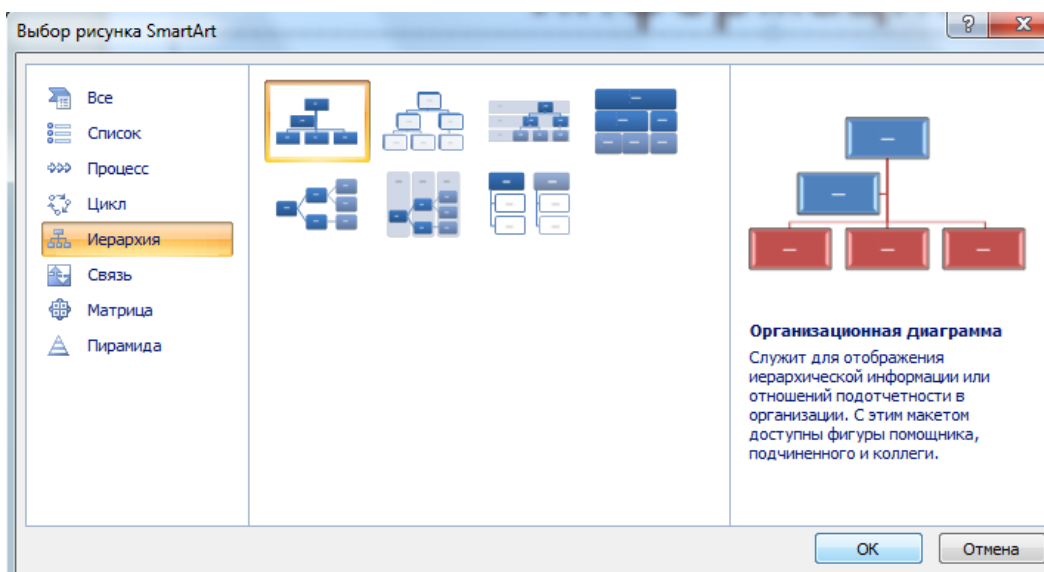 Выбор рисунка SmartArt
Все
Список
Процесс
Цикл
Иерархия
Связь
Матрица
Пирамида
Организационная диаграмма
Служит для отображения
иерархической информации или
отношений подотчетности в
организации. С этим макетом
доступны фигуры помощника,
подчиненного и коллеги.
ОК
Отмена